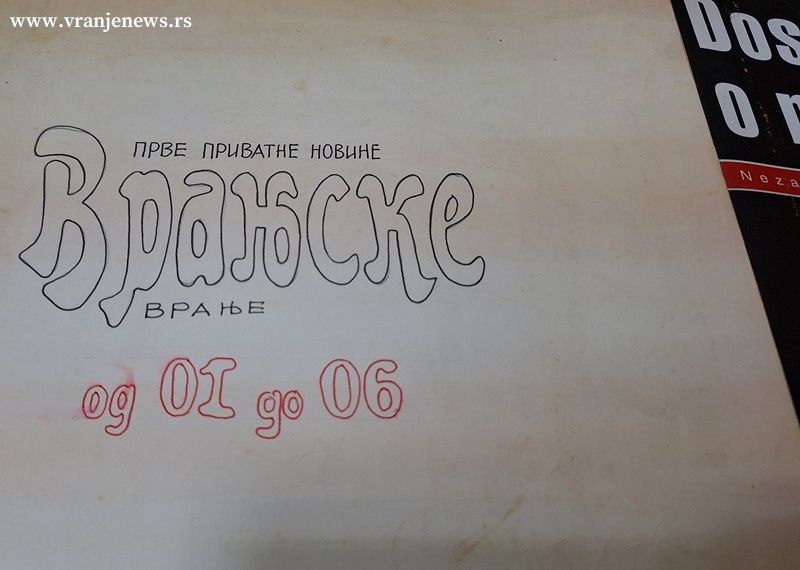 www.vranjenews.rs
ПРВЕ ПРИВАТНЕ НОВИНЕ
Врањске
ВРАЊЕ
од 01 до 06
Dos
O
Neza